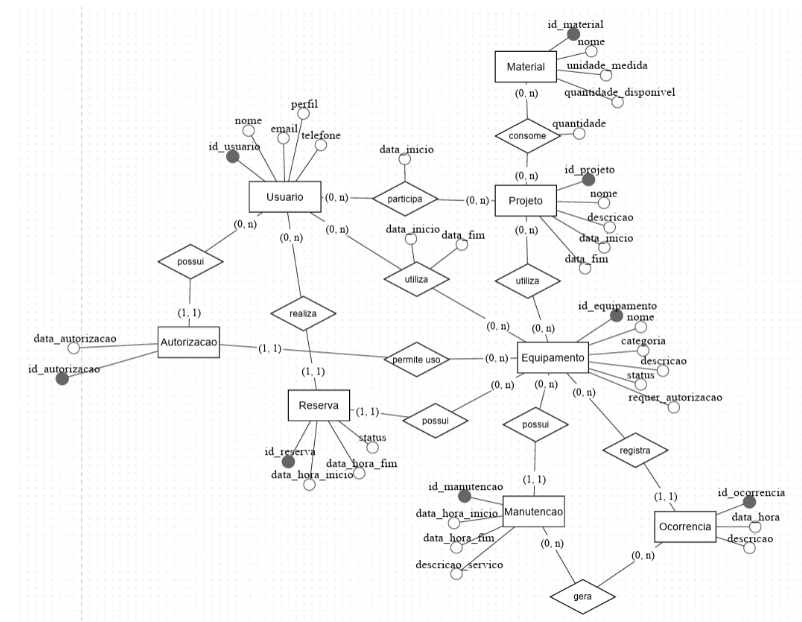 id_material
nome
Material
unidade_medida
quantidade_disponivel
(0, n)
consome
quantidade
(0, n)
perfil
nome
email
telefone
id_usuario
Usuario
(0, n)
data_inicio
participa
(0, n)
id_projeto
Projeto
nome
descricao
data_inicio
data_fim
(0, n)
(0, n)
(0, n)
(0, n)
data_inicio
data_fim
possui
utiliza
utiliza
(1, 1)
realiza
(0, n)
(0, n)
id_equipamento
nome
categoria
descricao
status
requer_autorizacao
Equipamento
data_autorizacao
id_autorizacao
Autorizacao
(1, 1)
permite uso
(0, n)
(1, 1)
Reserva
(1, 1)
possui
(0, n)
(0, n)
(0, n)
id_reserva
data_hora_inicio
data_hora_fim
status
possui
registra
(1, 1)
(1, 1)
id_manutencao
data_hora_inicio
data_hora_fim
descricao_servico
Manutencao
id_ocorrencia
data_hora
descricao
Ocorrencia
(0, n)
(0, n)
gera